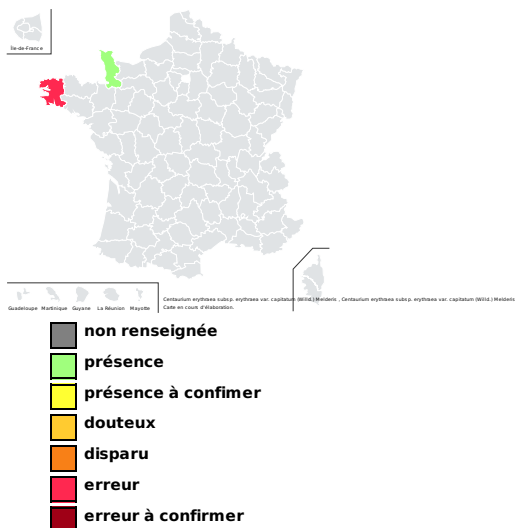 Île-de-France
Guadeloupe Martinique Guyane La Réunion Mayotte
Centaurium erythraea subsp. erythraea var. capitatum (Willd.) Melderis , Centaurium erythraea subsp. erythraea var. capitatum (Willd.) Melderis
Carte en cours d'élaboration.
non renseignée
présence
présence à confimer
douteux
disparu
erreur
erreur à confirmer